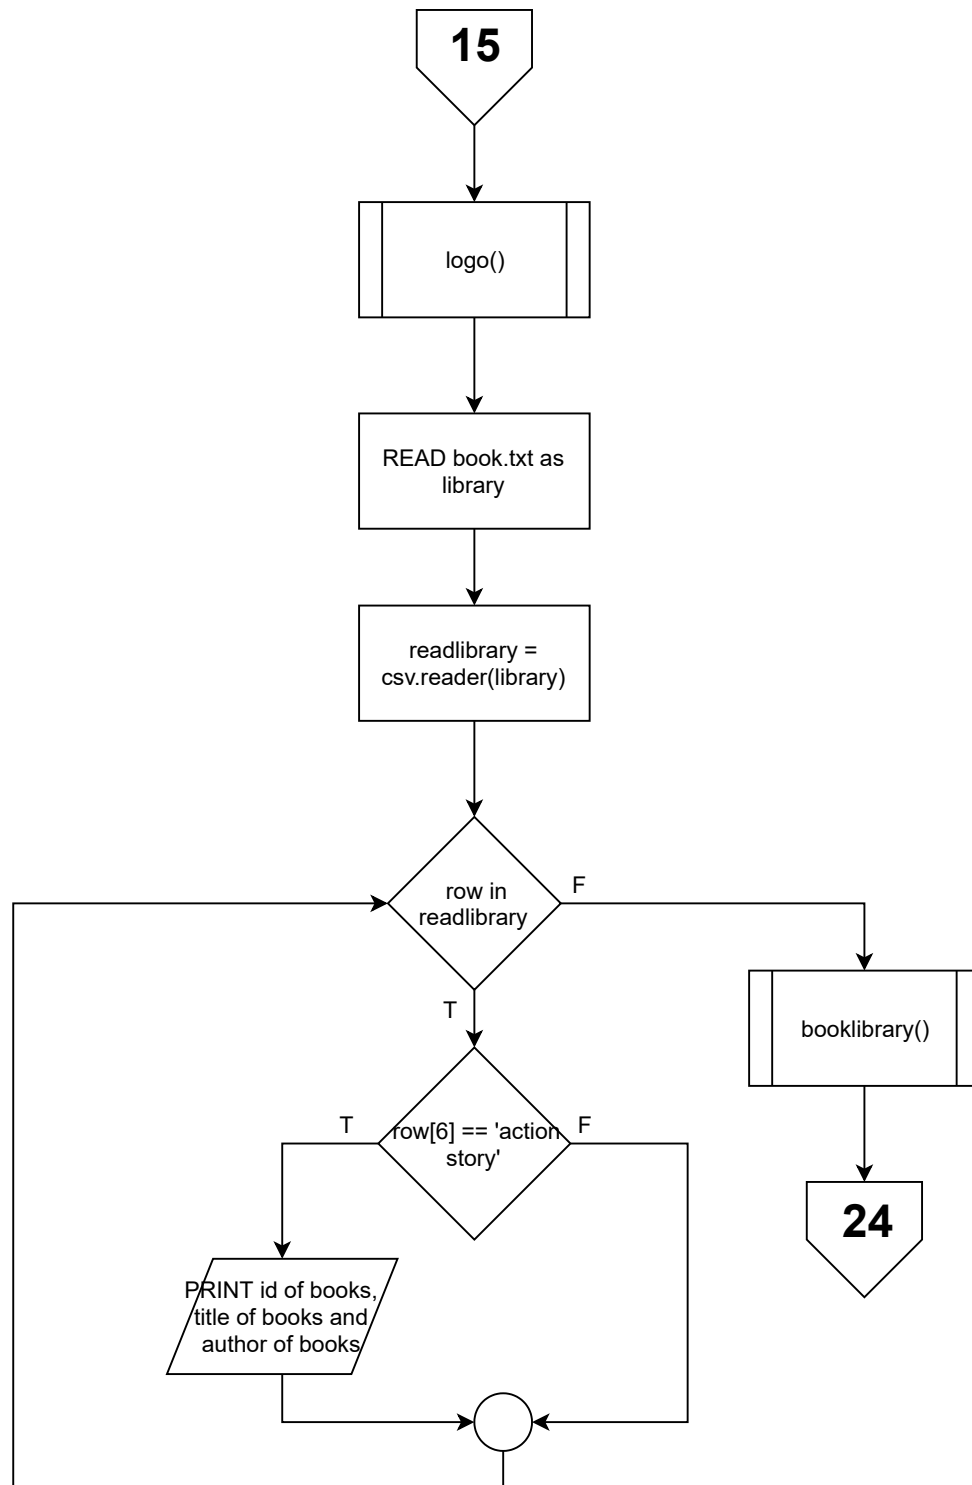 15
logo()
READ book.txt as
library
readlibrary =
csv.reader(library)
row in
readlibrary
F
T
booklibrary()
row[6] == 'action
story'
T
F
24
PRINT id of books,
title of books and
author of books